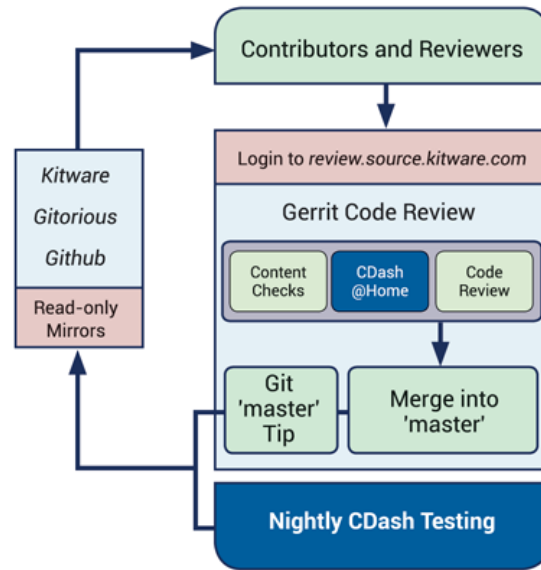 Contributors and Reviewers
Login to review.source.kitware.com
Kitware
Gitorious
Github
Read-only
Mirrors
Gerrit Code Review
Content
Checks
CDash
@Home
Code
Review
Git
'master'
Tip
Merge into
'master'
Nightly CDash Testing